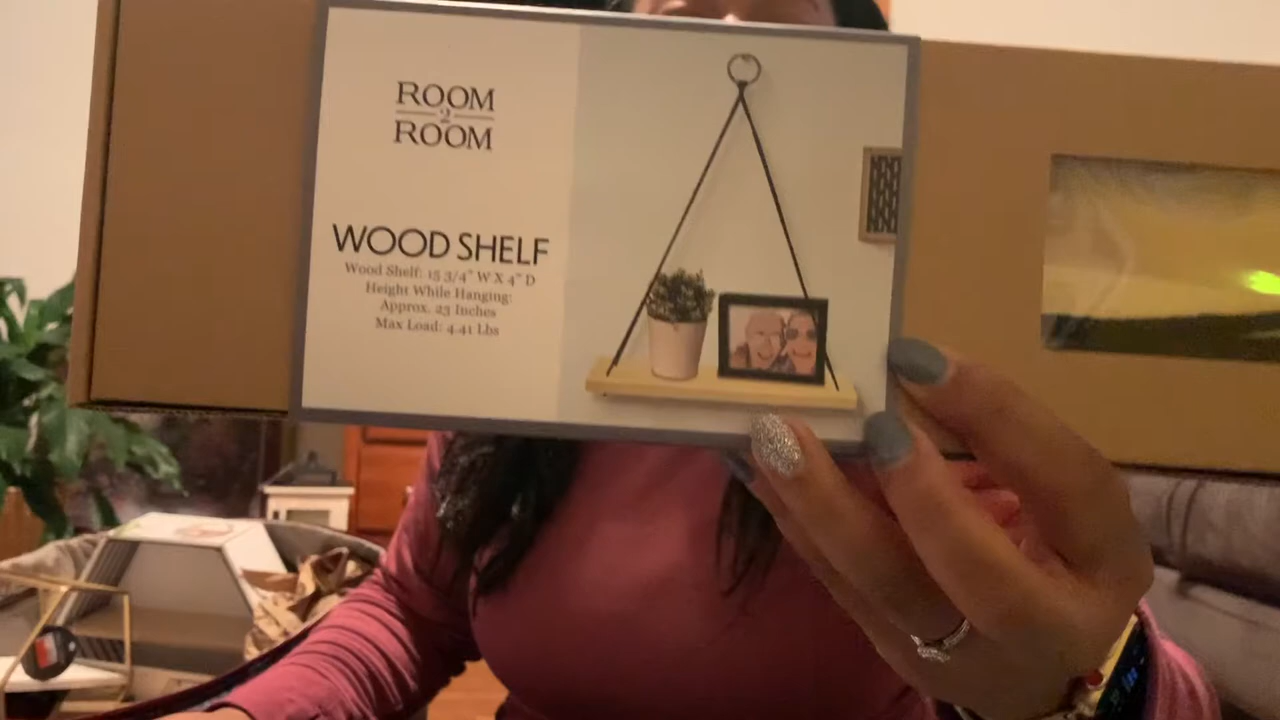 ROOM
2
ROOM
WOOD SHELF
Wood Shelf: 15 3/4" W X 4" D
Height While Hanging:
Approx. 23 Inches
Max Load: 4.41 Lbs